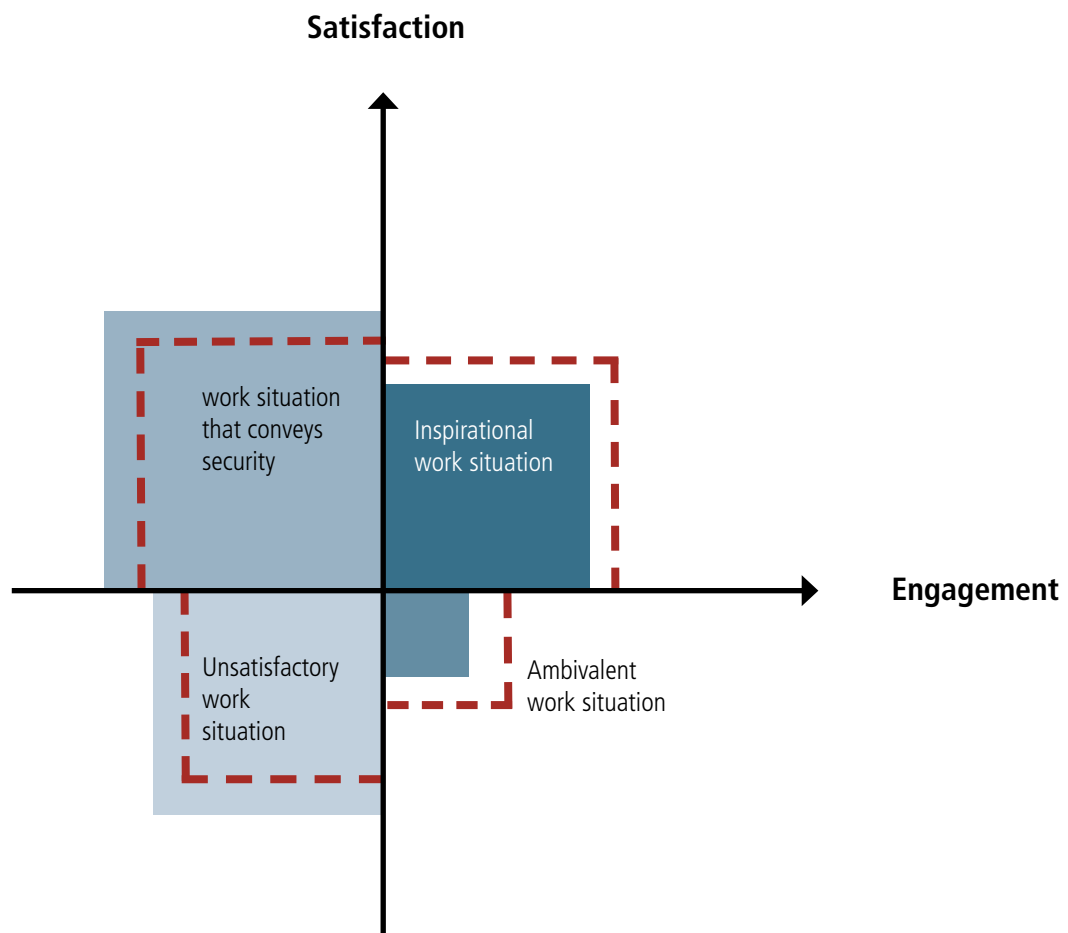 Satisfaction
work situation
that conveys
security
Inspirational
work situation
Engagement
Unsatisfactory
work
situation
Ambivalent
work situation